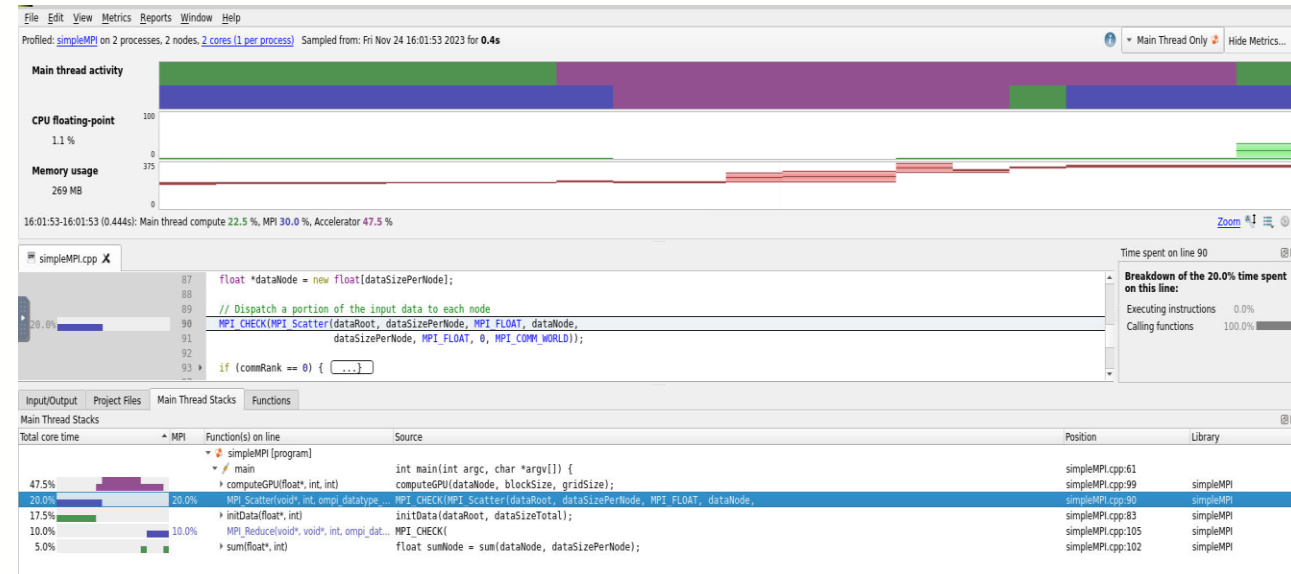 File Edit View Metrics Reports Window Help
Profiled: simpleMPI on 2 processes, 2 nodes, 2 cores (1 per process) Sampled from: Fri Nov 24 16:01:53 2023 for 0.4s Main Thread Only Hide Metrics...
Main thread activity
CPU floating-point 100
1.1 %
0
Memory usage 375
269 MB
0
16:01:53-16:01:53 (0.444s): Main thread compute 22.5 %, MPI 30.0 %, Accelerator 47.5 % Zoom
simpleMPI.cpp X Time spent on line 90
87 float *dataNode = new float[dataSizePerNode]; Breakdown of the 20.0% time spent
88 on this line:
89 // Dispatch a portion of the input data to each node Executing instructions 0.0%
20.0% 90 MPI_CHECK(MPI_Scatter(dataRoot, dataSizePerNode, MPI_FLOAT, dataNode, Calling functions 100.0%
91 dataSizePerNode, MPI_FLOAT, 0, MPI_COMM_WORLD));
92
93 if (commRank == 0) { ...}
Input/Output Project Files Main Thread Stacks Functions
Main Thread Stacks
Total core time MPI Function(s) on line Source Position Library
simpleMPI [program]
main int main(int argc, char *argv[]) { simpleMPI.cpp:61
47.5% computeGPU(float*, int, int) computeGPU(dataNode, blockSize, gridSize); simpleMPI.cpp:99 simpleMPI
20.0% 20.0% MPI_Scatter(void*, int, ompi_datatype_... MPI_CHECK(MPI_Scatter(dataRoot, dataSizePerNode, MPI_FLOAT, dataNode, simpleMPI.cpp:90 simpleMPI
17.5% initData(float*, int) initData(dataRoot, dataSizeTotal); simpleMPI.cpp:83 simpleMPI
10.0% 10.0% MPI_Reduce(void*, void*, int, ompi_dat... MPI_CHECK( simpleMPI.cpp:105 simpleMPI
5.0% sum(float*, int) float sumNode = sum(dataNode, dataSizePerNode); simpleMPI.cpp:102 simpleMPI